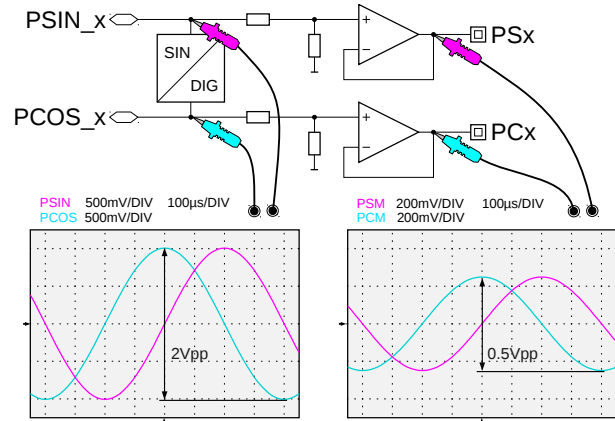 PSIN_x
+
−
PSx
SIN
DIG
PCOS_x
+
−
PCx
PSIN 500mV/DIV 100µs/DIV
PCOS 500mV/DIV
PSM 200mV/DIV 100µs/DIV
PCM 200mV/DIV
2Vpp
0.5Vpp